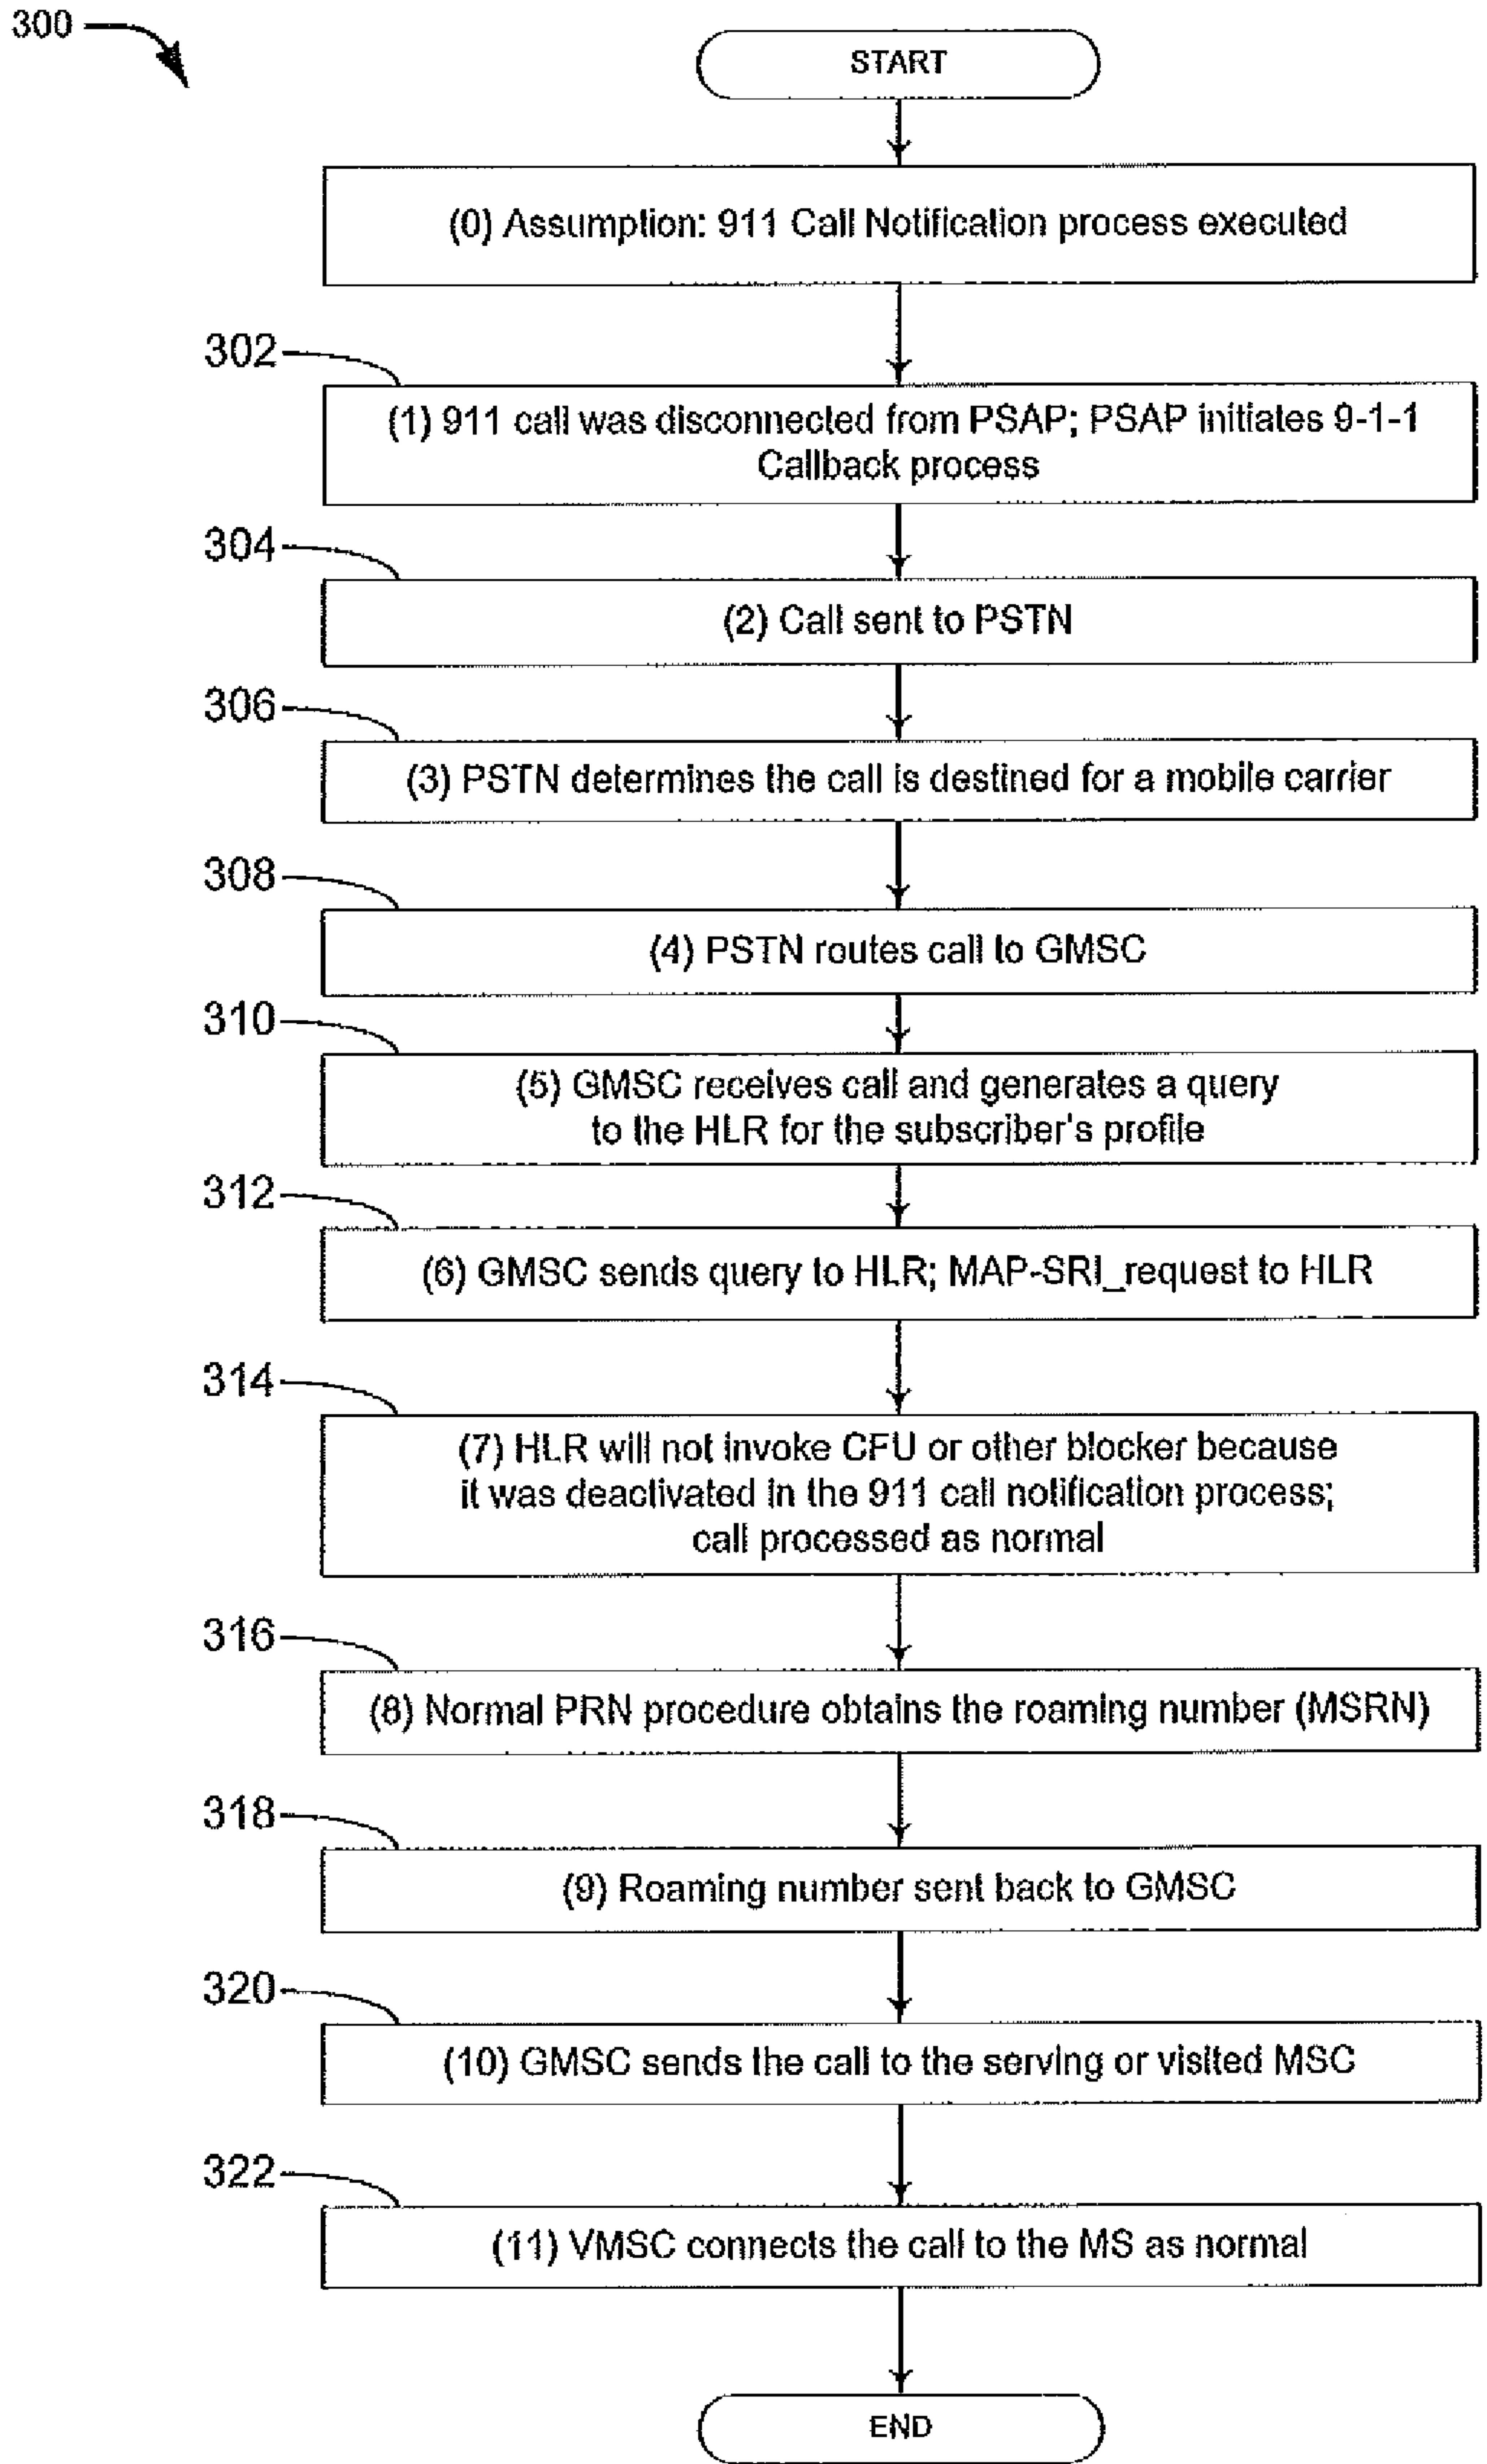 300
START
(0) Assumption: 911 Call Notification process executed
302
(1) 911 call was disconnected from PSAP; PSAP initiates 9-1-1
Callback process
304
(2) Call sent to PSTN
306
(3) PSTN determines the call is destined for a mobile carrier
308
(4) PSTN routes call to GMSC
310
(5) GMSC receives call and generates a query
to the HLR for the subscriber's profile
312
(6) GMSC sends query to HLR; MAP-SRI_request to HLR
314
(7) HLR will not invoke CFU or other blocker because
it was deactivated in the 911 call notification process;
call processed as normal
316
(8) Normal PRN procedure obtains the roaming number (MSRN)
318
(9) Roaming number sent back to GMSC
320
(10) GMSC sends the call to the serving or visited MSC
322
(11) VMSC connects the call to the MS as normal
END